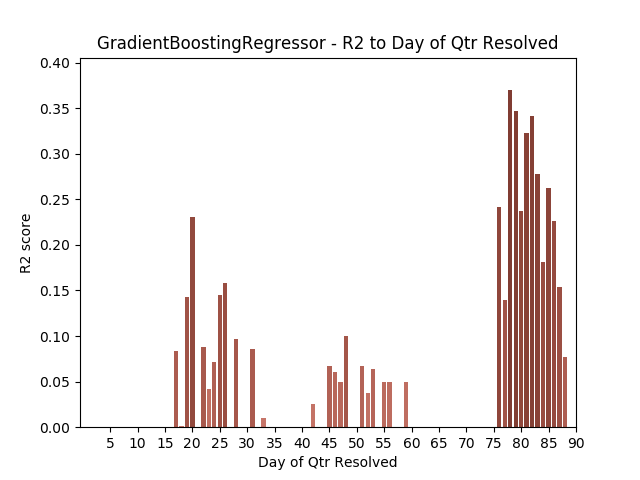 GradientBoostingRegressor - R2 to Day of Qtr Resolved
0.40
0.35
0.30
0.25
0.20
0.15
0.10
0.05
0.00
R2 score
5 10 15 20 25 30 35 40 45 50 55 60 65 70 75 80 85 90
Day of Qtr Resolved